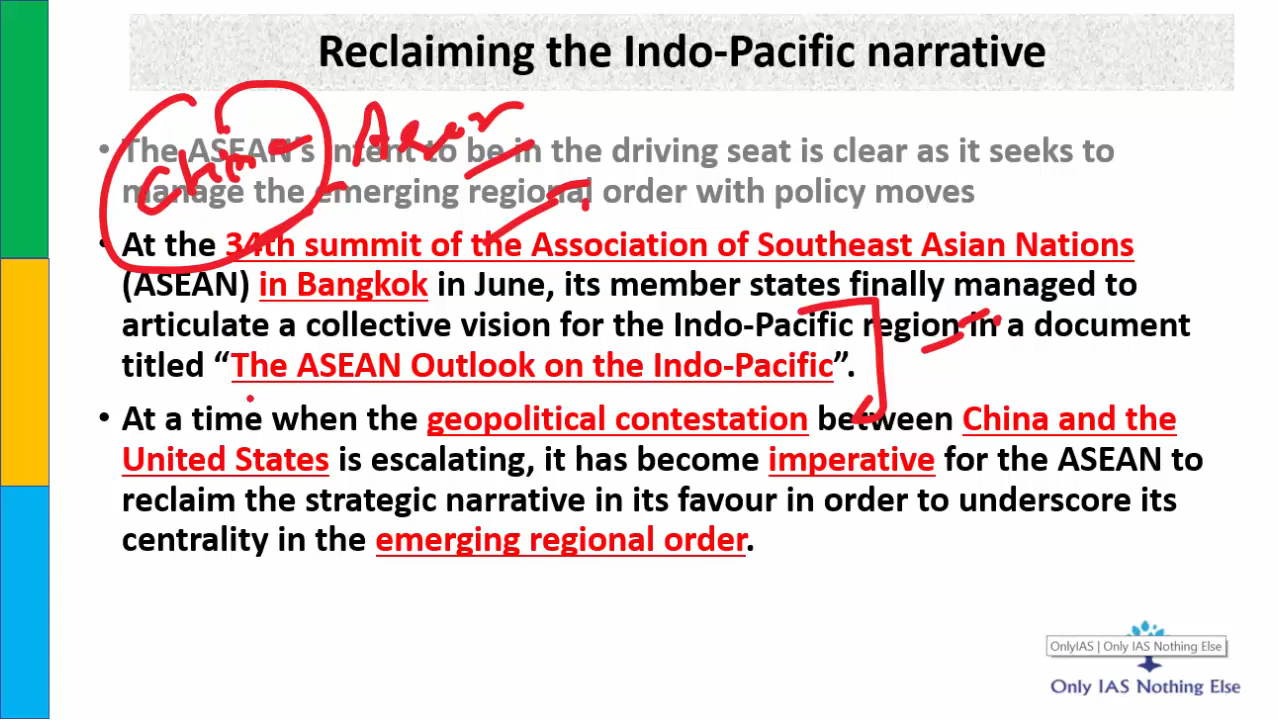 Reclaiming the Indo-Pacific narrative
• The ASEAN's intent to be in the driving seat is clear as it seeks to
manage the emerging regional order with policy moves
China
• At the 34th summit of the Association of Southeast Asian Nations
(ASEAN) in Bangkok in June, its member states finally managed to
articulate a collective vision for the Indo-Pacific region in a document
titled “The ASEAN Outlook on the Indo-Pacific”.
• At a time when the geopolitical contestation between China and the
United States is escalating, it has become imperative for the ASEAN to
reclaim the strategic narrative in its favour in order to underscore its
centrality in the emerging regional order.
OnlyIAS | Only IAS Nothing Else
Only IAS Nothing Else